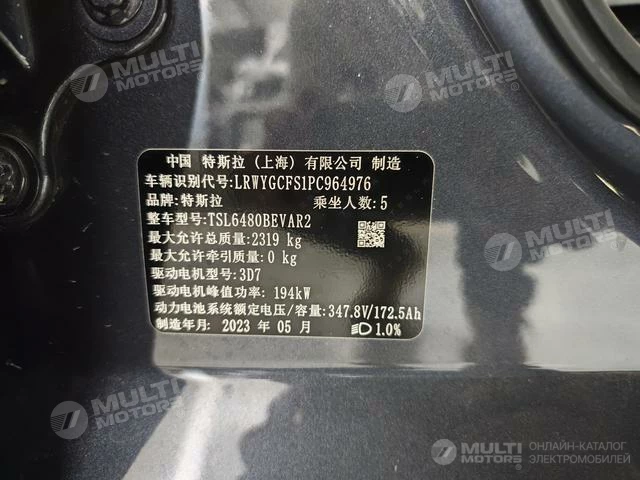 MULTI MOTORS®
MULTI MOTORS®
中国 特斯拉(上海)有限公司 制造
车辆识别代号:LRWYGCFS1PC964976
品牌:特斯拉 乘坐人数:5
整车型号:TSL6480BEVAR2
最大允许总质量:2319 kg
最大允许牵引质量:0 kg
驱动电机型号:3D7
驱动电机峰值功率: 194kW
动力电池系统额定电压/容量:347.8V/172.5Ah
制造年月: 2023 年 05 月 1.0%
MULTI MOTORS®
MULTI MOTORS®
MULTI MOTORS®
ОНЛАЙН-КАТАЛОГ
ЭЛЕКТРОМОБИЛЕЙ